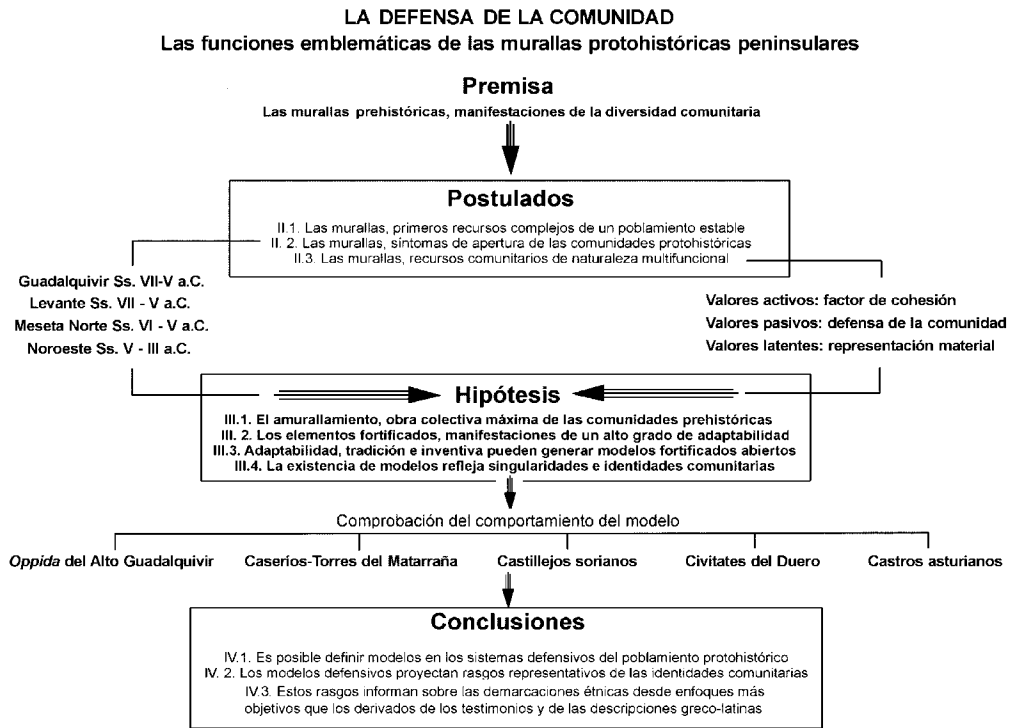 LA DEFENSA DE LA COMUNIDAD
Las funciones emblemáticas de las murallas protohistóricas peninsulares
Premisa
Las murallas prehistóricas, manifestaciones de la diversidad comunitaria
Postulados
II.1. Las murallas, primeros recursos complejos de un poblamiento estable
II. 2. Las murallas, síntomas de apertura de las comunidades protohistóricas
II.3. Las murallas, recursos comunitarios de naturaleza multifuncional
Guadalquivir Ss. VII-V a.C.
Levante Ss. VII - V a.C.
Meseta Norte Ss. VI - V a.C.
Noroeste Ss. V - III a.C.
Valores activos: factor de cohesión
Valores pasivos: defensa de la comunidad
Valores latentes: representación material
Hipótesis
III.1. El amurallamiento, obra colectiva máxima de las comunidades prehistóricas
III. 2. Los elementos fortificados, manifestaciones de un alto grado de adaptabilidad
III.3. Adaptabilidad, tradición e inventiva pueden generar modelos fortificados abiertos
III.4. La existencia de modelos refleja singularidades e identidades comunitarias
Comprobación del comportamiento del modelo
Oppida del Alto Guadalquivir
Caseríos-Torres del Matarraña
Castillejos sorianos
Civitates del Duero
Castros asturianos
Conclusiones
IV.1. Es posible definir modelos en los sistemas defensivos del poblamiento protohistórico
IV. 2. Los modelos defensivos proyectan rasgos representativos de las identidades comunitarias
IV.3. Estos rasgos informan sobre las demarcaciones étnicas desde enfoques más
objetivos que los derivados de los testimonios y de las descripciones greco-latinas